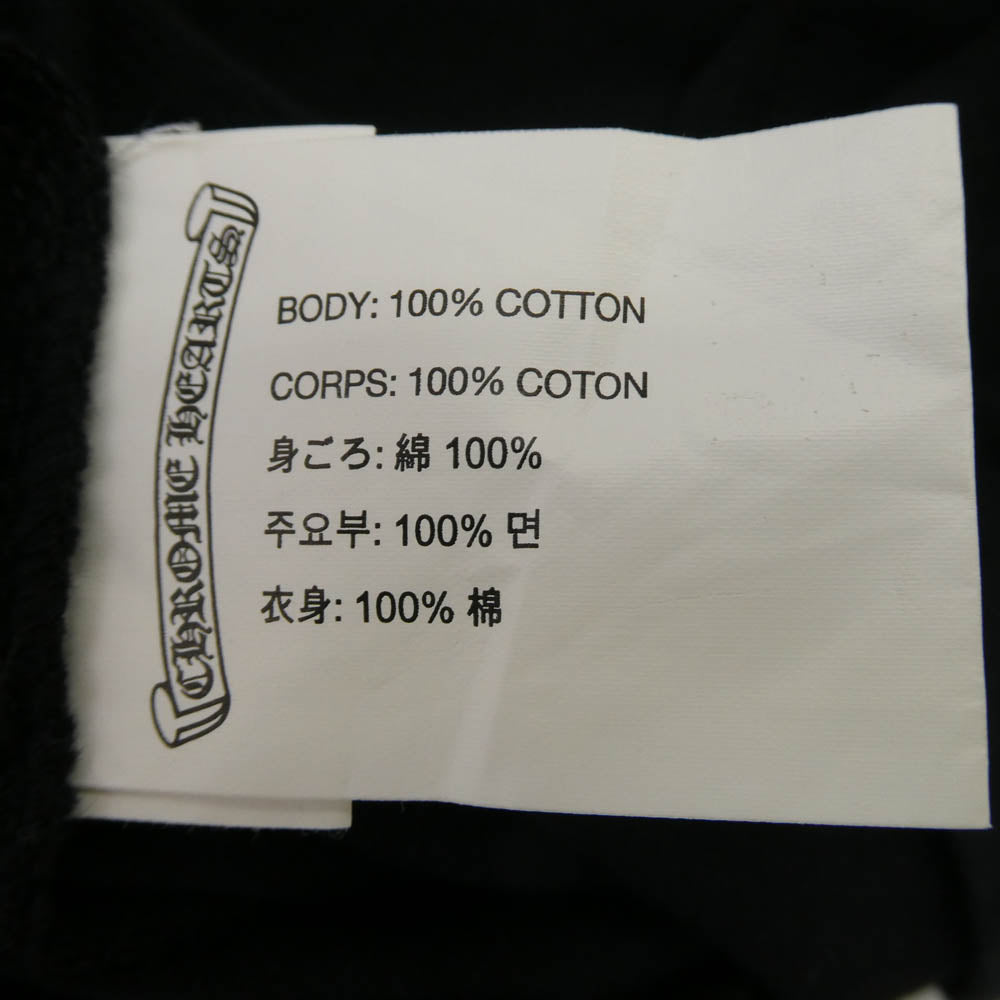 CHROME HEARTS
BODY: 100% COTTON
CORPS: 100% COTON
身ごろ: 綿 100%
주요부: 100% 면
衣身: 100% 棉